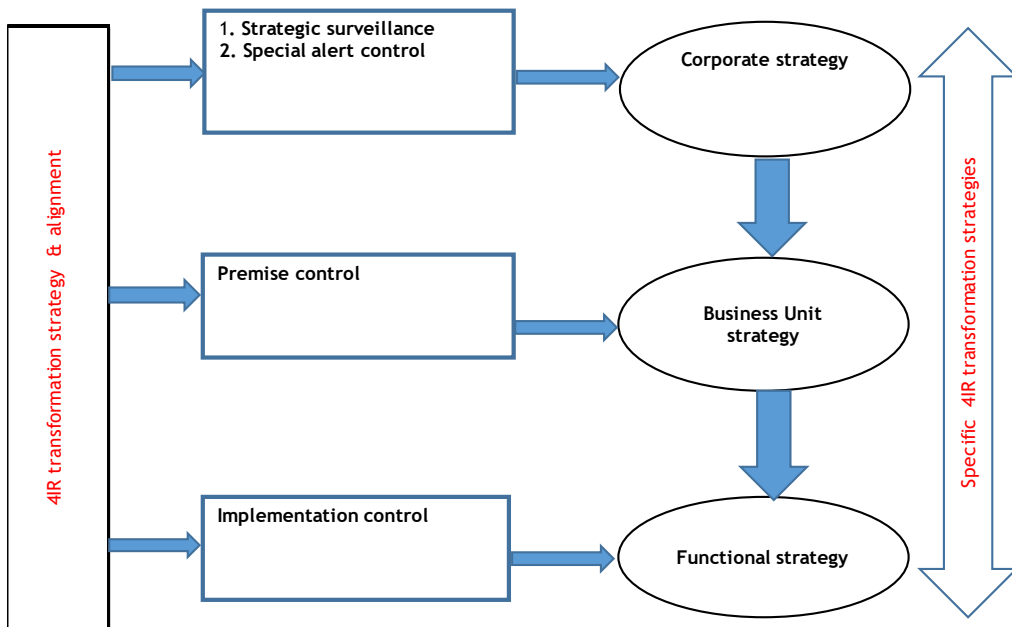 1. Strategic surveillance
2. Special alert control
Corporate strategy
4IR transformation strategy & alignment
Premise control
Business Unit
strategy
Specific 4IR transformation strategies
Implementation control
Functional strategy